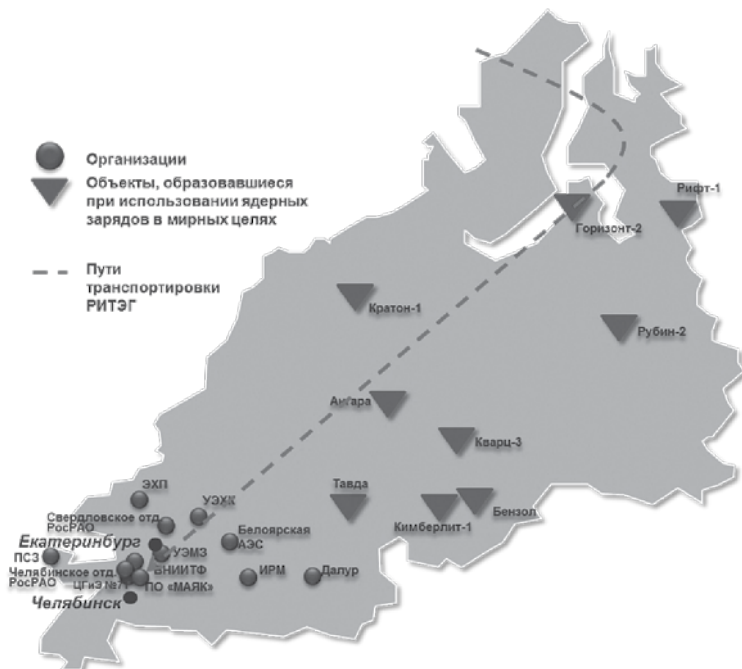 Организации
Объекты, образовавшиеся
при использовании ядерных
зарядов в мирных целях
Пути
транспортировки
РИТЭГ
Рифт-1
Горизонт-2
Кратон-1
Рубин-2
Ангара
Кварц-3
Тавда
Кимберлит-1
Бензол
ЭХП
УЭХК
Свердловское отд.
РосРАО
Екатеринбург
Белоярская
АЭС
УЭМЗ
ПСЗ
ВНИИТФ
Челябинское отд.
РосРАО
ЦГиЭ №71
ПО «МАЯК»
ИРМ
Далур
Челябинск